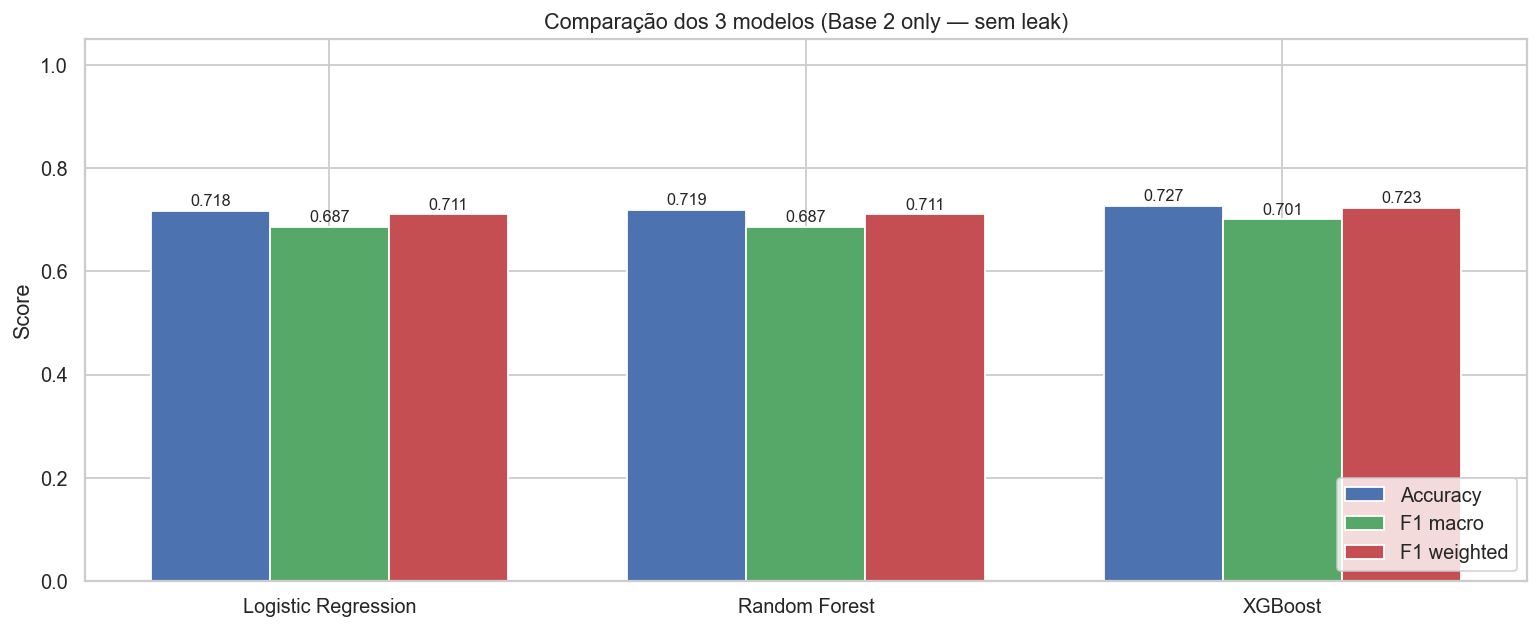 Comparação dos 3 modelos (Base 2 only — sem leak)
Score
1.0
0.8
0.6
0.4
0.2
0.0
0.718
0.687
0.711
0.719
0.687
0.711
0.727
0.701
0.723
Accuracy
F1 macro
F1 weighted
Logistic Regression
Random Forest
XGBoost